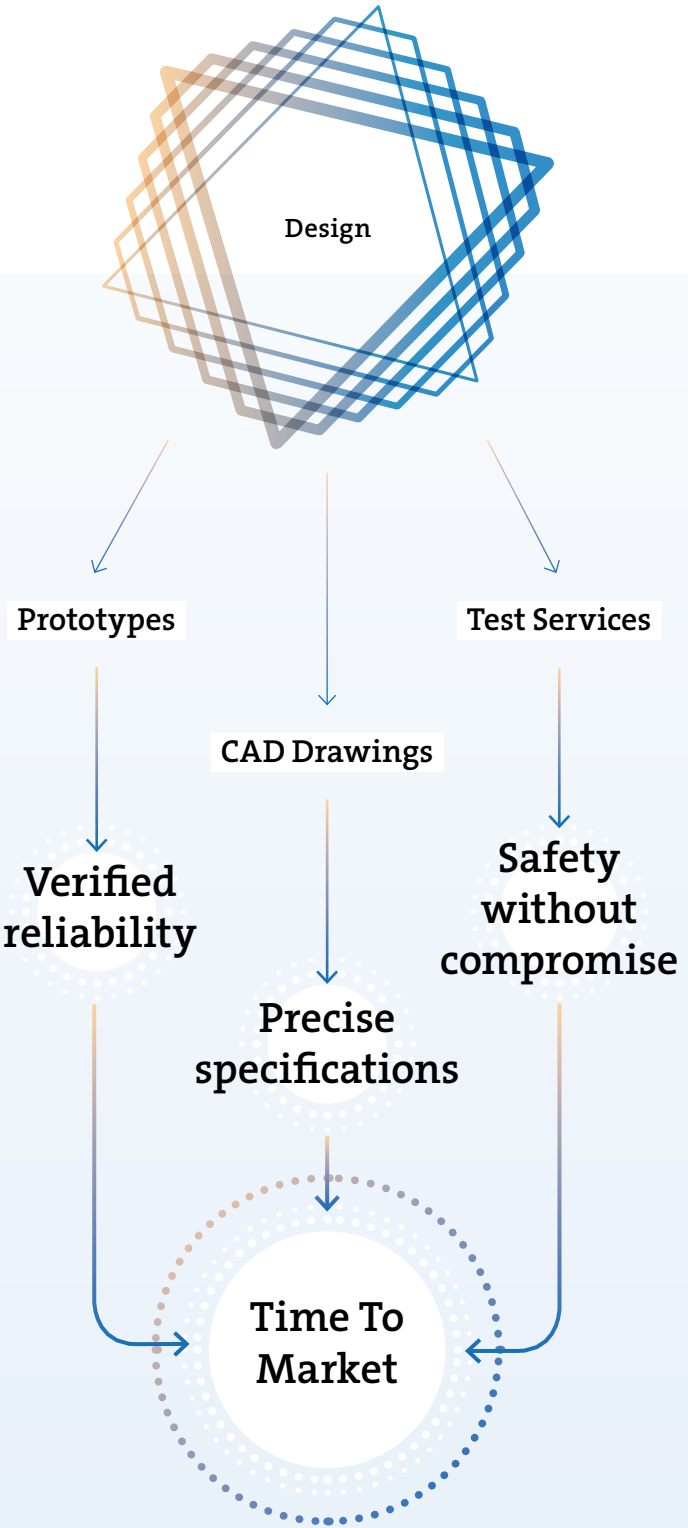 Design
Prototypes
Test Services
CAD Drawings
Verified
reliability
Safety
without
compromise
Precise
specifications
Time To
Market